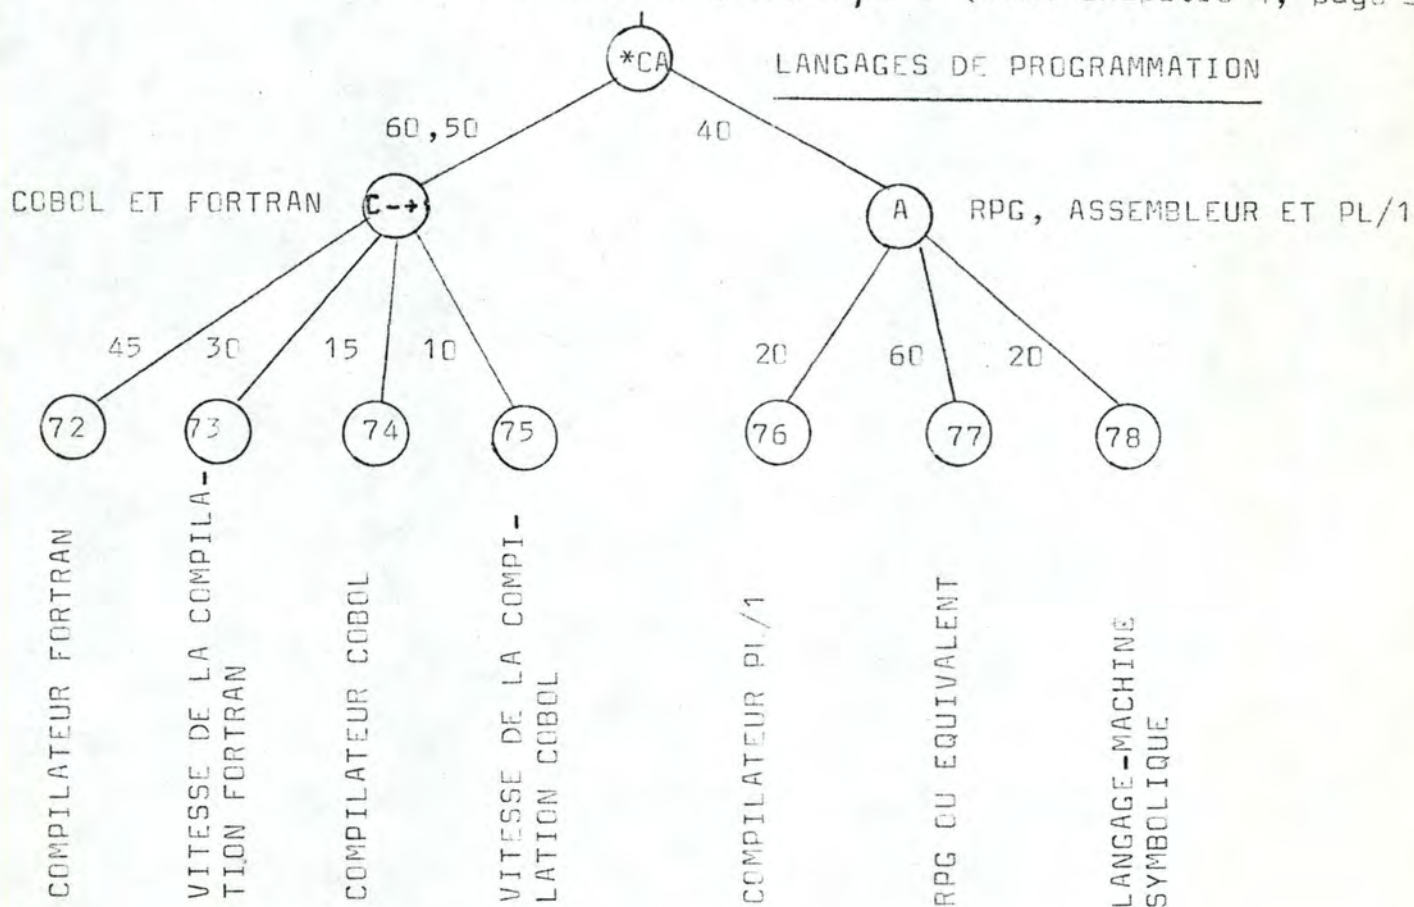 *CA
LANGAGES DE PROGRAMMATION
60,50
40
COBOL ET FORTRAN
C→
A
RPG, ASSEMBLEUR ET PL/1
45
30
15
10
20
60
20
72
73
74
75
76
77
78
COMPILATEUR FORTRAN
VITESSE DE LA COMPILA-
TION FORTRAN
COMPILATEUR COBOL
VITESSE DE LA COMPI-
LATION COBOL
COMPILATEUR PL/1
RPG OU EQUIVALENT
LANGAGE-MACHINE
SYMBOLIQUE